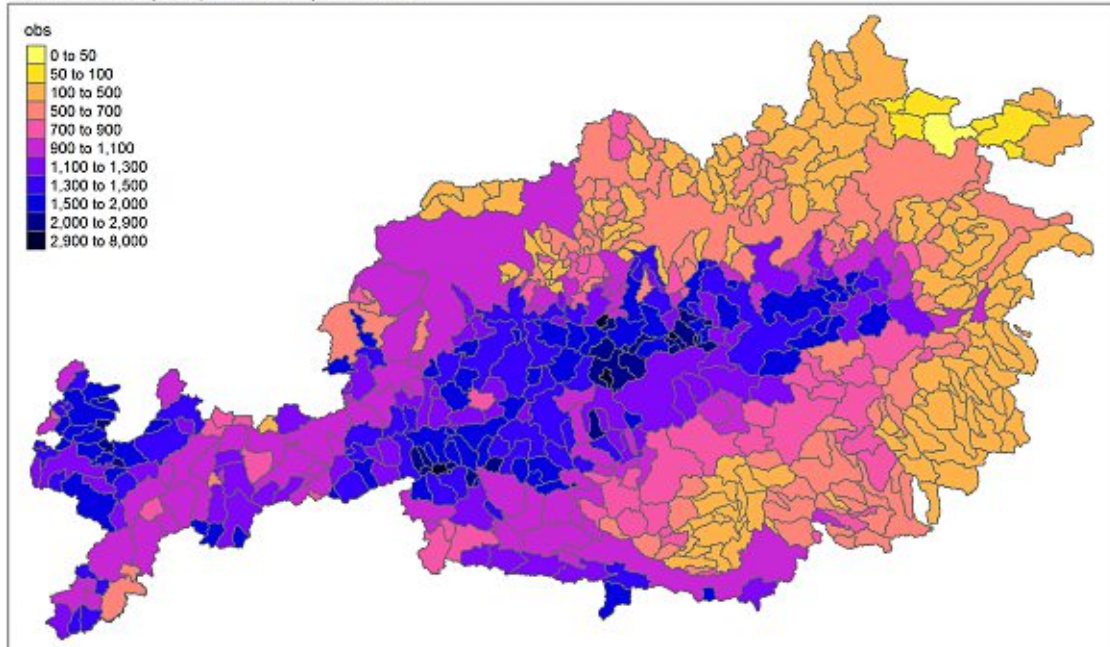 obs
0 to 50
50 to 100
100 to 500
500 to 700
700 to 900
900 to 1,100
1,100 to 1,300
1,300 to 1,500
1,500 to 2,000
2,000 to 2,900
2,900 to 8,000